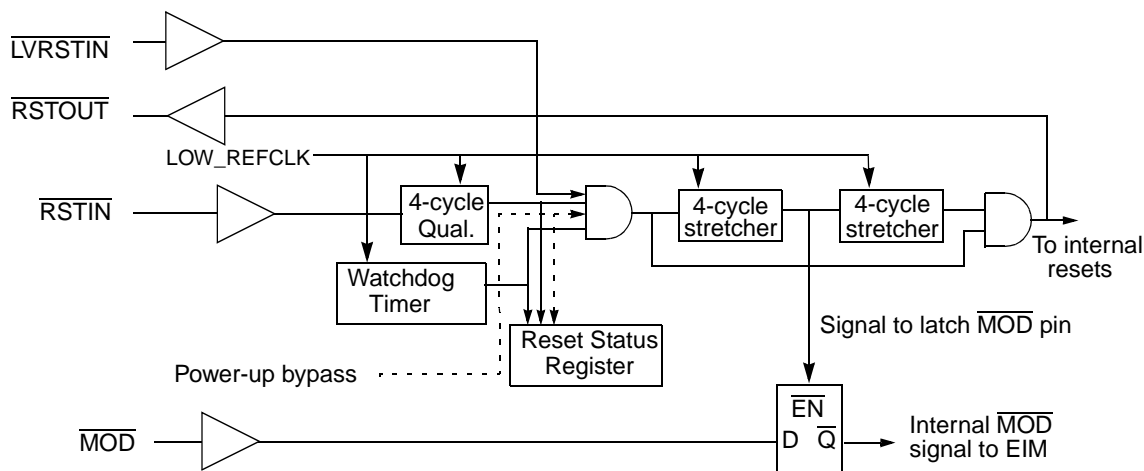 LVRSTIN
RSTOUT
LOW_REFCLK
RSTIN
4-cycle
Qual.
4-cycle
stretcher
4-cycle
stretcher
To internal
resets
Watchdog
Timer
Reset Status
Register
Signal to latch MOD pin
Power-up bypass
EN
D Q
MOD
Internal MOD
signal to EIM